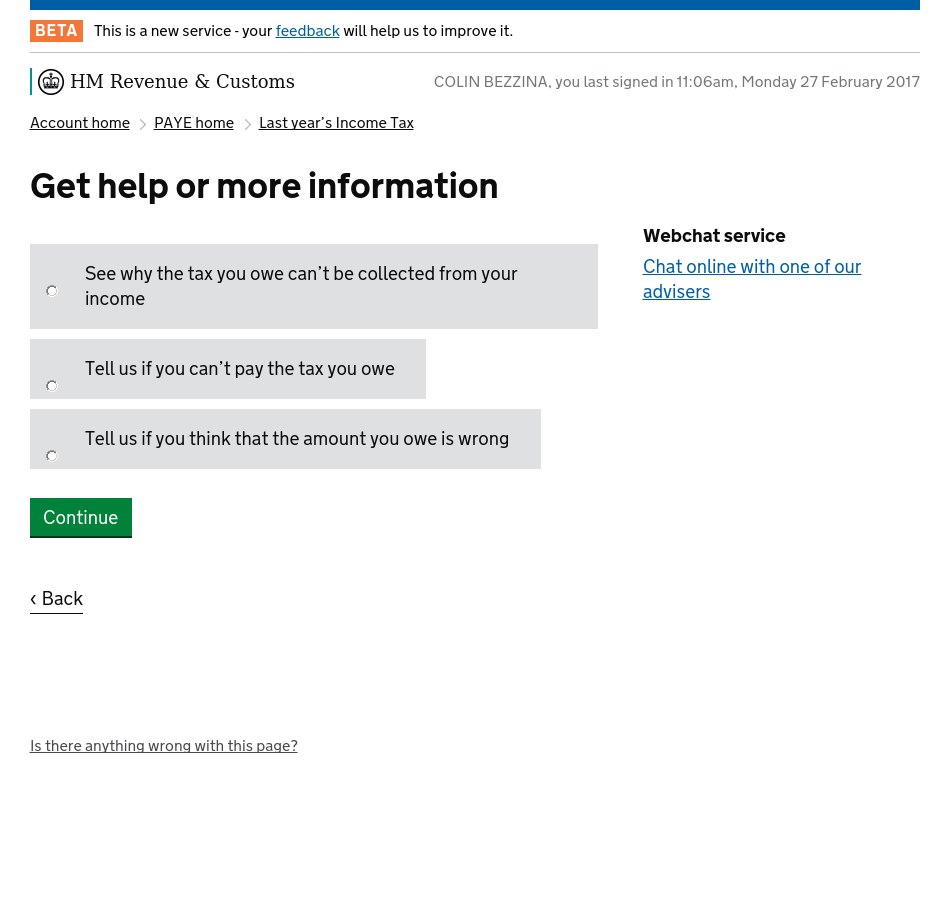 BETA This is a new service - your feedback will help us to improve it.
HM Revenue & Customs COLIN BEZZINA, you last signed in 11:06am, Monday 27 February 2017
Account home PAYE home Last year's Income Tax
Get help or more information
See why the tax you owe can't be collected from your
income
Tell us if you can't pay the tax you owe
Tell us if you think that the amount you owe is wrong
Continue
‹ Back
Webchat service
Chat online with one of our
advisers
Is there anything wrong with this page?